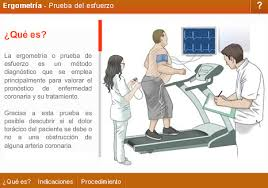 Ergometría - Prueba del esfuerzo
?
¿Qué es?
La ergometría o prueba de
esfuerzo es un método
diagnóstico que se emplea
principalmente para valorar el
pronóstico de enfermedad
coronaria y su tratamiento.
Gracias a esta prueba es
posible descubrir si el dolor
torácico del paciente se debe o
no a una obstrucción de
alguna arteria coronaria.
¿Qué es? Indicaciones Procedimiento